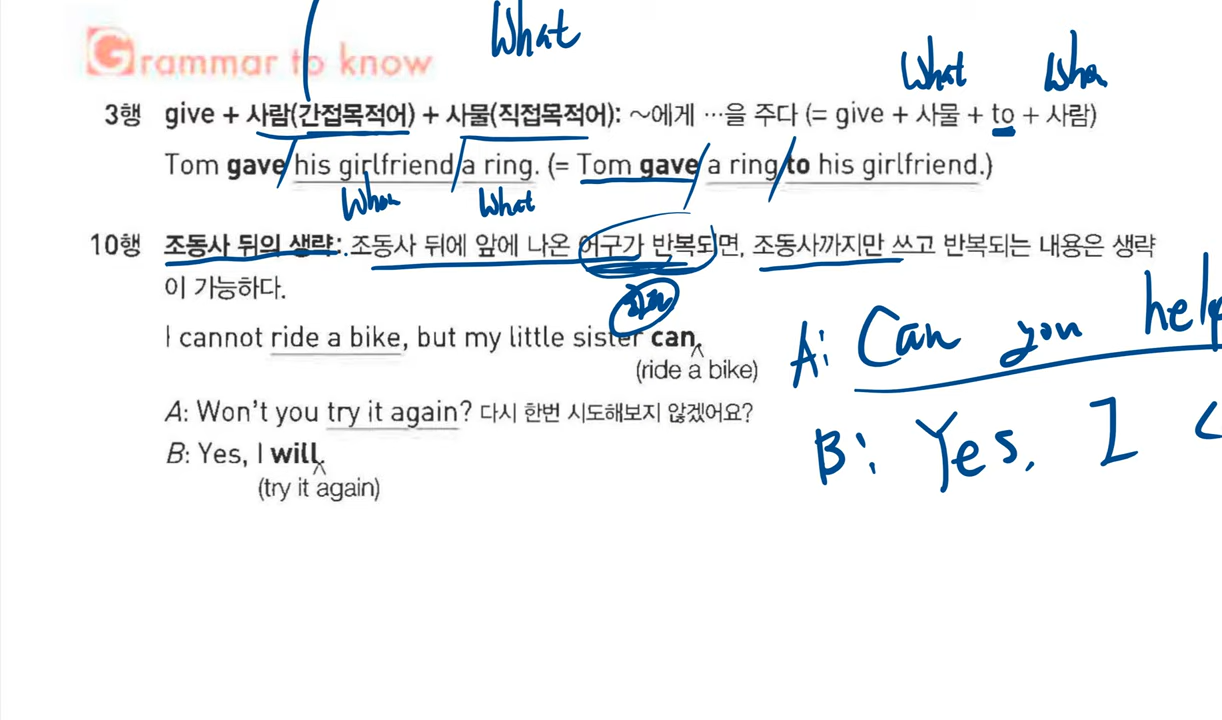 What
Grammar to know
What Whom
3행 give + 사람(간접목적어) + 사물(직접목적어): ~에게 …을 주다 (= give + 사물 + to + 사람)
Tom gave his girlfriend a ring. (= Tom gave a ring to his girlfriend.)
Whom What
10행 조동사 뒤의 생략: 조동사 뒤에 앞에 나온 어구가 반복되면, 조동사까지만 쓰고 반복되는 내용은 생략
이 가능하다.
I cannot ride a bike, but my little sister can.
(ride a bike)
A: Can you help
A: Won't you try it again? 다시 한번 시도해보지 않겠어요?
B: Yes, I
B: Yes, I will.
(try it again)